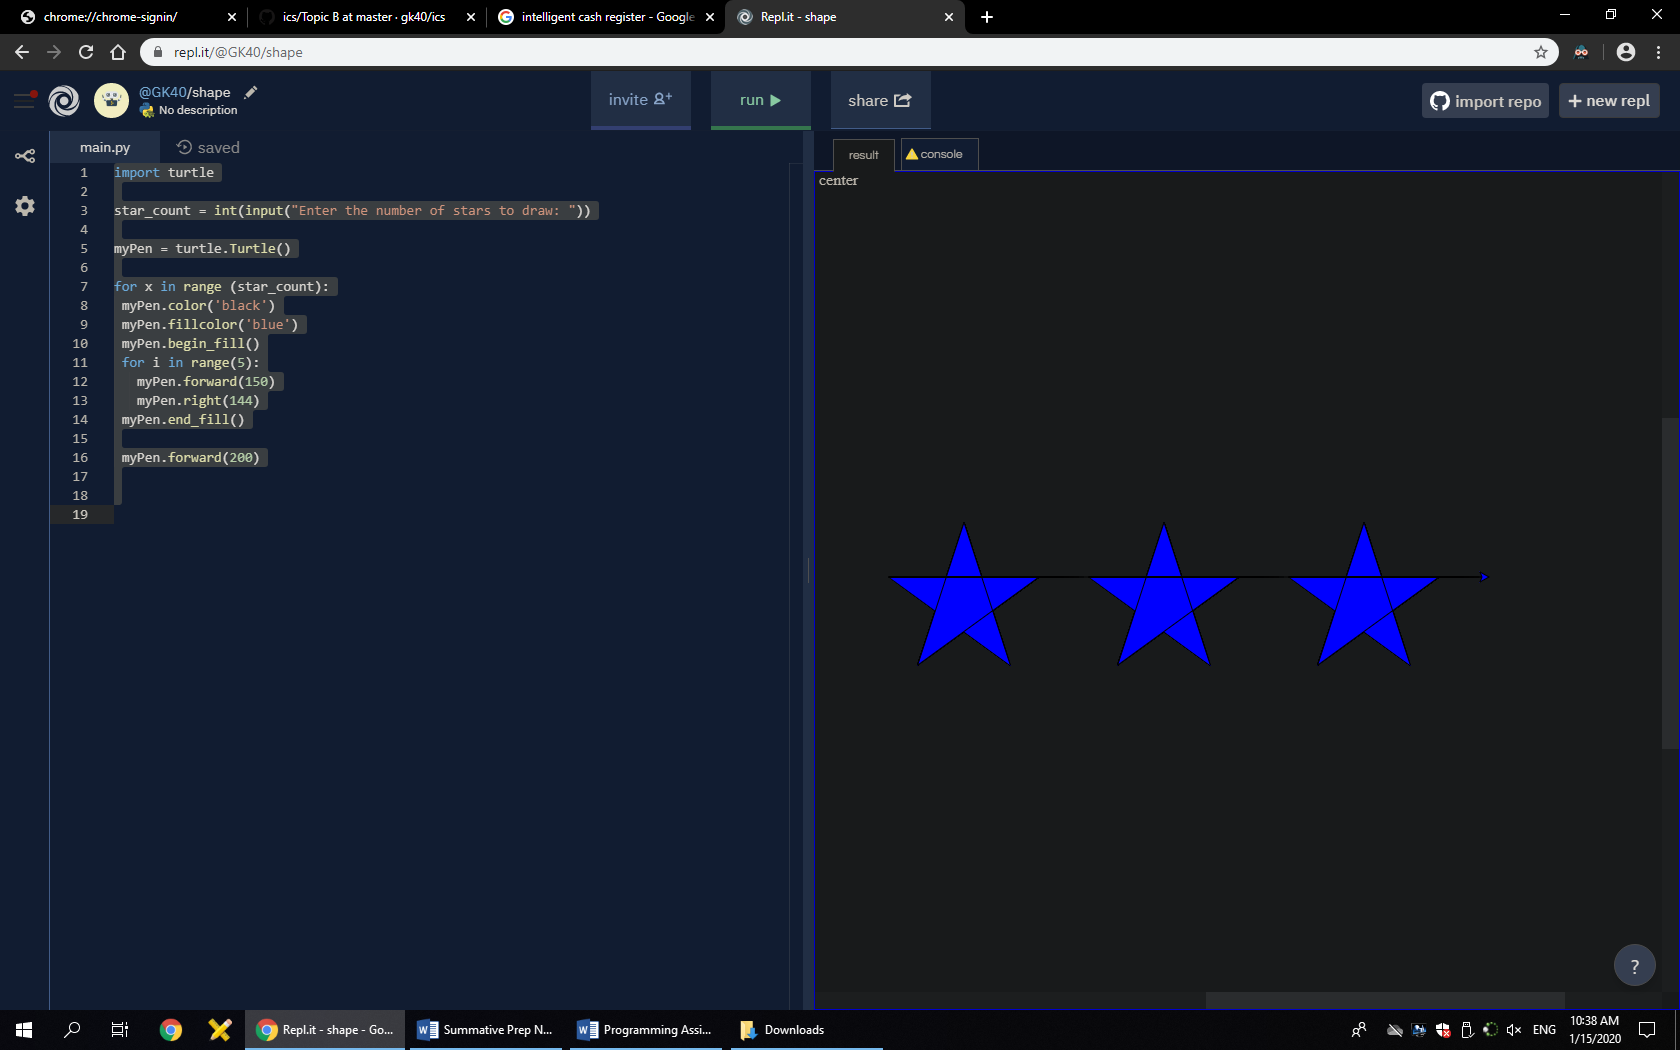 chrome://chrome-signin/
ics/Topic B at master · gk40/ics
intelligent cash register - Google
Repl.it - shape
repl.it/@GK40/shape
@GK40/shape
No description
invite
run
share
import repo
+ new repl
main.py
saved
result
console
center
1 import turtle
2
3 star_count = int(input("Enter the number of stars to draw: "))
4
5 myPen = turtle.Turtle()
6
7 for x in range (star_count):
8 myPen.color('black')
9 myPen.fillcolor('blue')
10 myPen.begin_fill()
11 for i in range(5):
12 myPen.forward(150)
13 myPen.right(144)
14 myPen.end_fill()
15
16 myPen.forward(200)
17
18
19
?
Repl.it - shape - Go...
Summative Prep N...
Programming Assi...
Downloads
ENG
10:38 AM
1/15/2020